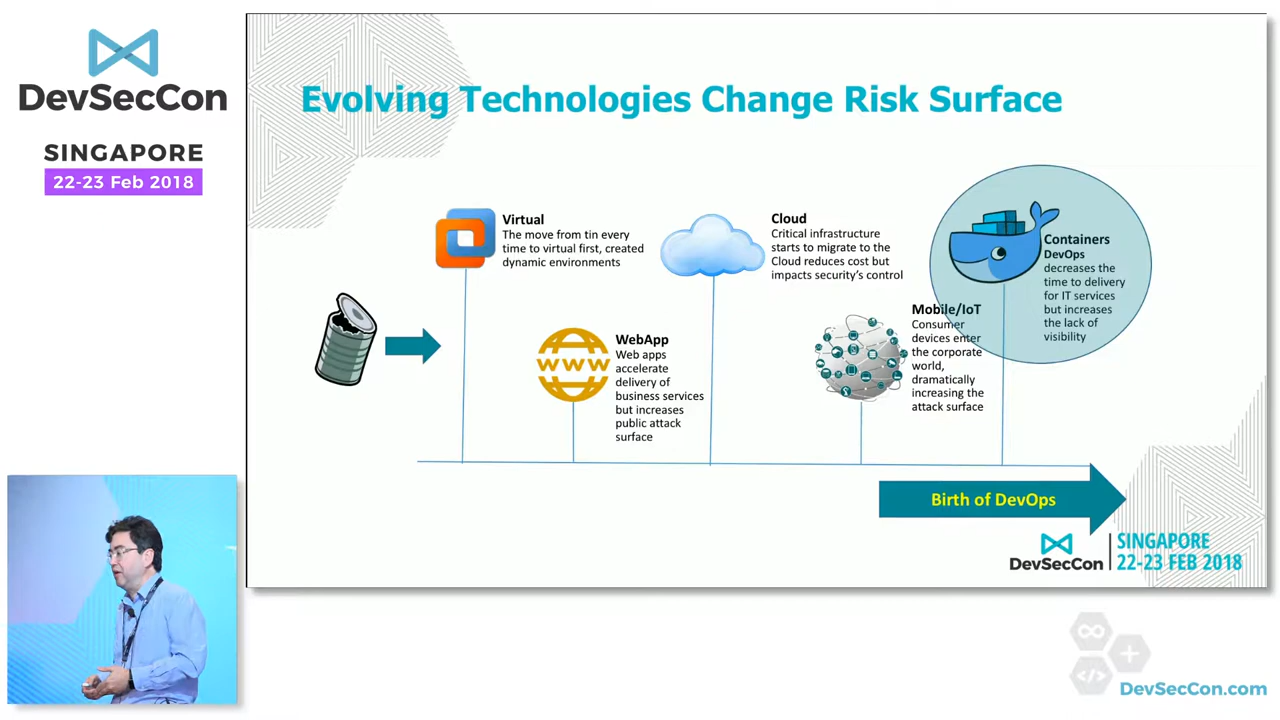 DevSecCon
SINGAPORE
22-23 Feb 2018
Evolving Technologies Change Risk Surface
Virtual
The move from tin every
time to virtual first, created
dynamic environments
Cloud
Critical infrastructure
starts to migrate to the
Cloud reduces cost but
impacts security's control
Containers
DevOps
decreases the
time to delivery
for IT services
but increases
the lack of
visibility
WebApp
Web apps
accelerate
delivery of
business services
but increases
public attack
surface
WWW
Mobile/IoT
Consumer
devices enter
the corporate
world,
dramatically
increasing the
attack surface
Birth of DevOps
DevSecCon
SINGAPORE
22-23 FEB 2018
DevSecCon.com